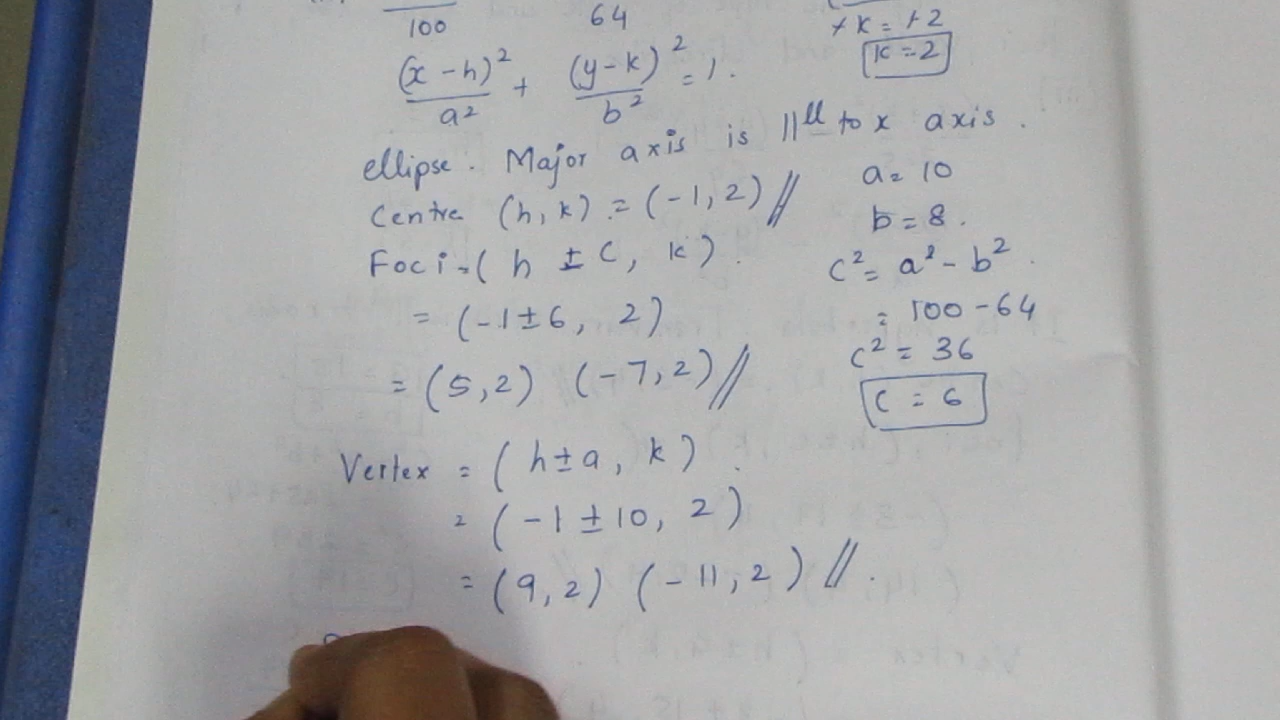 100 64
+k = +2
k = 2
(x - h)² / a² + (y - k)² / b² = 1.
ellipse. Major axis is ||ll to x axis.
a = 10
Centre (h, k) = (-1, 2) //
b = 8.
Foci = (h ± c, k).
c² = a² - b².
= (-1 ± 6, 2)
= 100 - 64
c² = 36
= (5, 2) (-7, 2) //
c = 6
Vertex = (h ± a, k).
= (-1 ± 10, 2)
= (9, 2) (-11, 2) //.